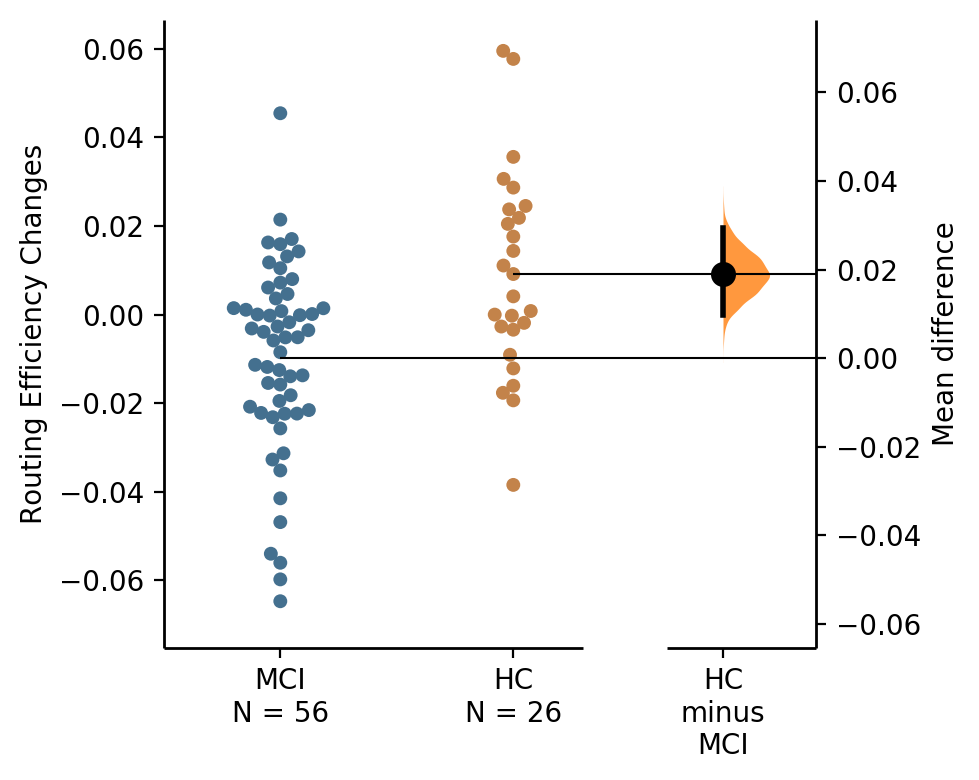 Routing Efficiency Changes
0.06
0.04
0.02
0.00
−0.02
−0.04
−0.06
MCI
N = 56
HC
N = 26
HC
minus
MCI
0.06
0.04
0.02
0.00
−0.02
−0.04
−0.06
Mean difference